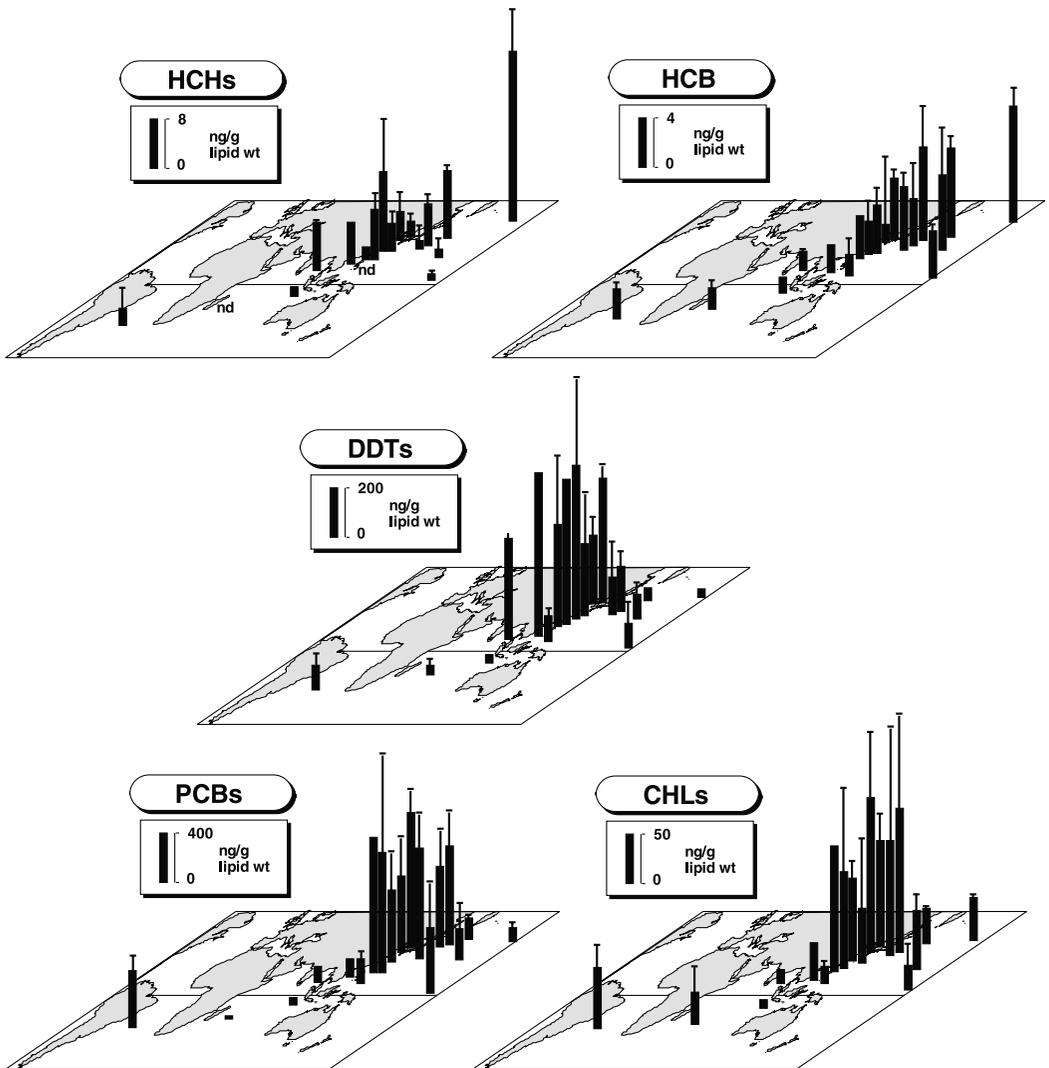 HCHs
8
ng/g
lipid wt
0
nd
nd
HCB
4
ng/g
lipid wt
0
DDTs
200
ng/g
lipid wt
0
PCBs
400
ng/g
lipid wt
0
CHLs
50
ng/g
lipid wt
0